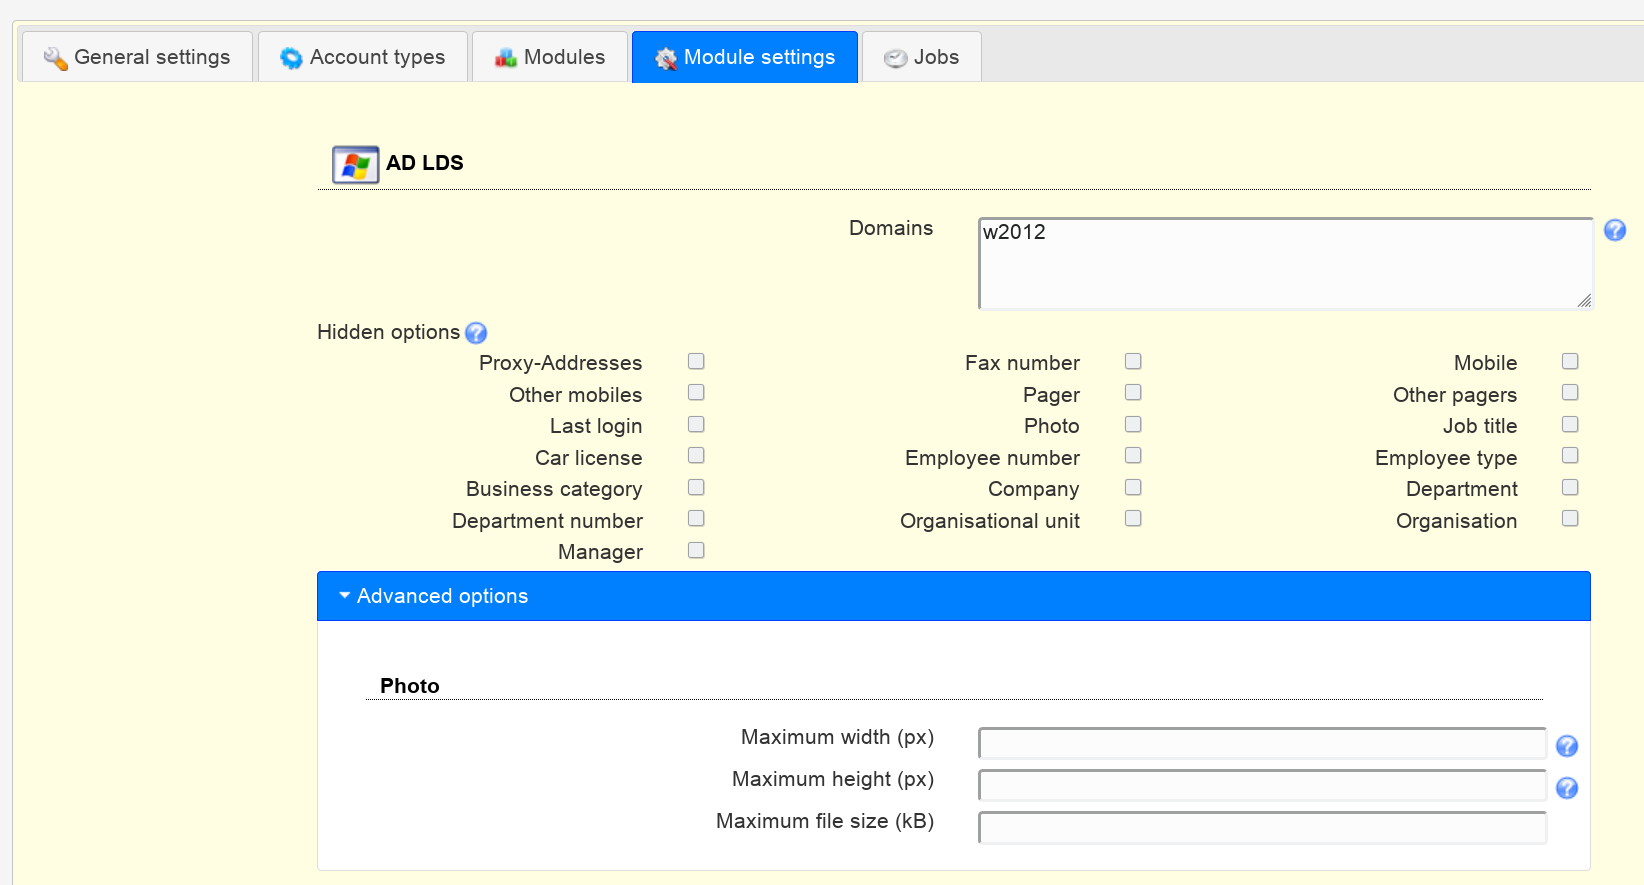 General settings Account types Modules Module settings Jobs
AD LDS
Domains w2012
Hidden options
Proxy-Addresses Fax number Mobile
Other mobiles Pager Other pagers
Last login Photo Job title
Car license Employee number Employee type
Business category Company Department
Department number Organisational unit Organisation
Manager
Advanced options
Photo
Maximum width (px)
Maximum height (px)
Maximum file size (kB)